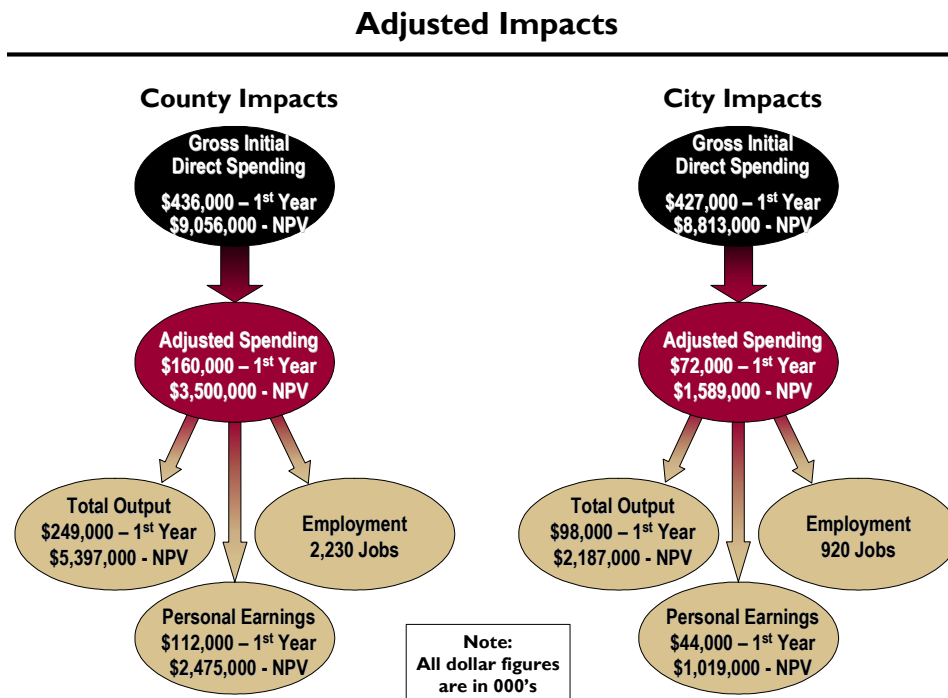 Adjusted Impacts
County Impacts
Gross Initial
Direct Spending
$436,000 – 1st Year
$9,056,000 - NPV
Adjusted Spending
$160,000 – 1st Year
$3,500,000 - NPV
Total Output
$249,000 – 1st Year
$5,397,000 - NPV
Employment
2,230 Jobs
Personal Earnings
$112,000 – 1st Year
$2,475,000 - NPV
City Impacts
Gross Initial
Direct Spending
$427,000 – 1st Year
$8,813,000 - NPV
Adjusted Spending
$72,000 – 1st Year
$1,589,000 - NPV
Total Output
$98,000 – 1st Year
$2,187,000 - NPV
Employment
920 Jobs
Personal Earnings
$44,000 – 1st Year
$1,019,000 - NPV
Note:
All dollar figures
are in 000's